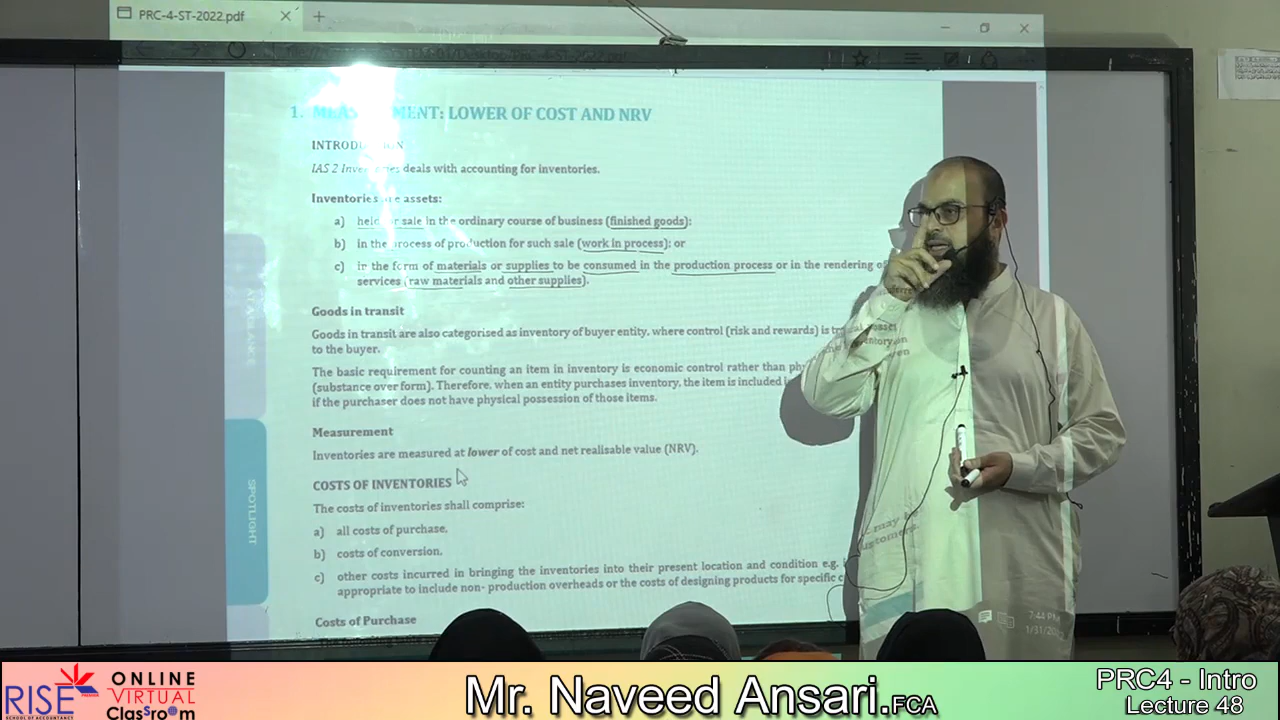 PRC-4-ST-2022.pdf
1. MEASUREMENT: LOWER OF COST AND NRV
INTRODUCTION
IAS 2 Inventories deals with accounting for inventories.
Inventories are assets:
a) held for sale in the ordinary course of business (finished goods);
b) in the process of production for such sale (work in process); or
c) in the form of materials or supplies to be consumed in the production process or in the rendering
services (raw materials and other supplies).
Goods in transit
Goods in transit are also categorised as inventory of buyer entity, where control (risk and rewards) is
to the buyer.
The basic requirement for counting an item in inventory is economic control rather than
(substance over form). Therefore, when an entity purchases inventory, the item is included
if the purchaser does not have physical possession of those items.
Measurement
Inventories are measured at lower of cost and net realisable value (NRV).
COSTS OF INVENTORIES
The costs of inventories shall comprise:
a) all costs of purchase,
b) costs of conversion,
c) other costs incurred in bringing the inventories into their present location and condition e.g.
appropriate to include non- production overheads or the costs of designing products for specific
Costs of Purchase
SPOTLIGHT
7:44 PM
RISE
SCHOOL OF ACCOUNTANCY
ONLINE
VIRTUAL
ClasSroom
Mr. Naveed Ansari.FCA
PRC4 - Intro
Lecture 48